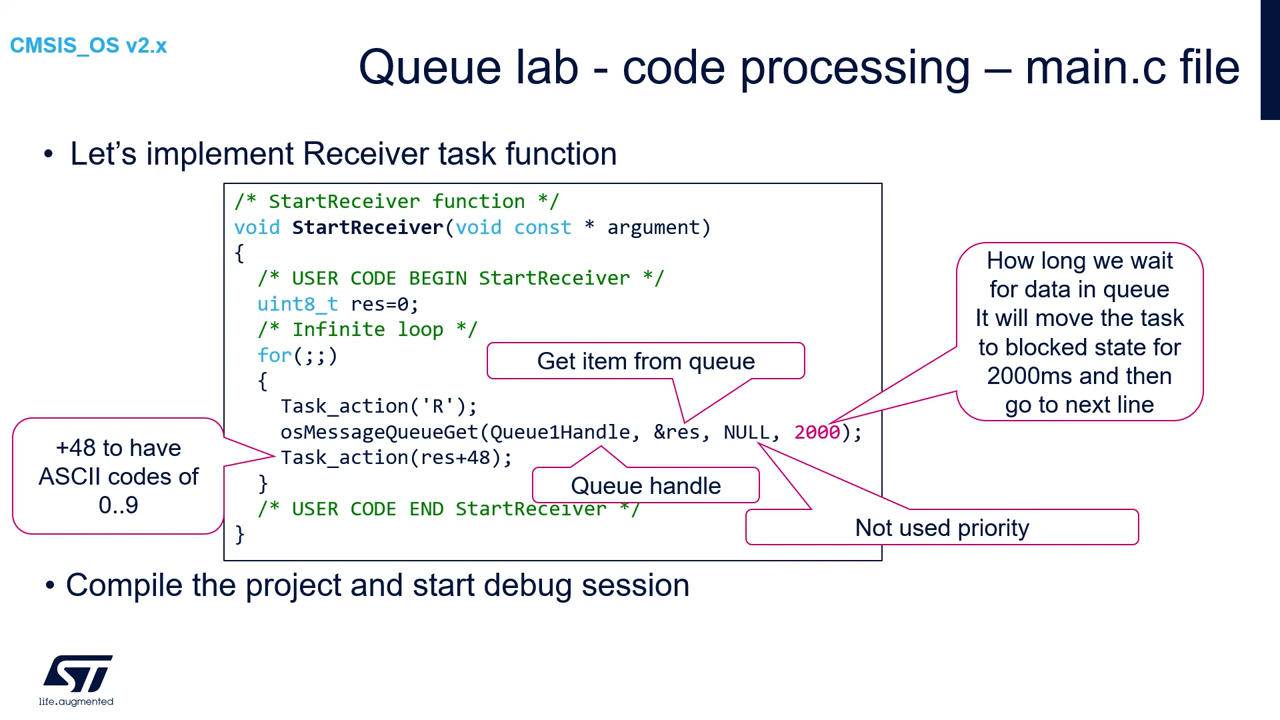 CMSIS_OS v2.x
Queue lab - code processing – main.c file
• Let's implement Receiver task function
/* StartReceiver function */
void StartReceiver(void const * argument)
{
/* USER CODE BEGIN StartReceiver */
uint8_t res=0;
/* Infinite loop */
for(;;)
{
Task_action('R');
osMessageQueueGet(Queue1Handle, &res, NULL, 2000);
Task_action(res+48);
}
/* USER CODE END StartReceiver */
}
Get item from queue
How long we wait
for data in queue
It will move the task
to blocked state for
2000ms and then
go to next line
+48 to have
ASCII codes of
0..9
Queue handle
Not used priority
• Compile the project and start debug session
ST
life.augmented